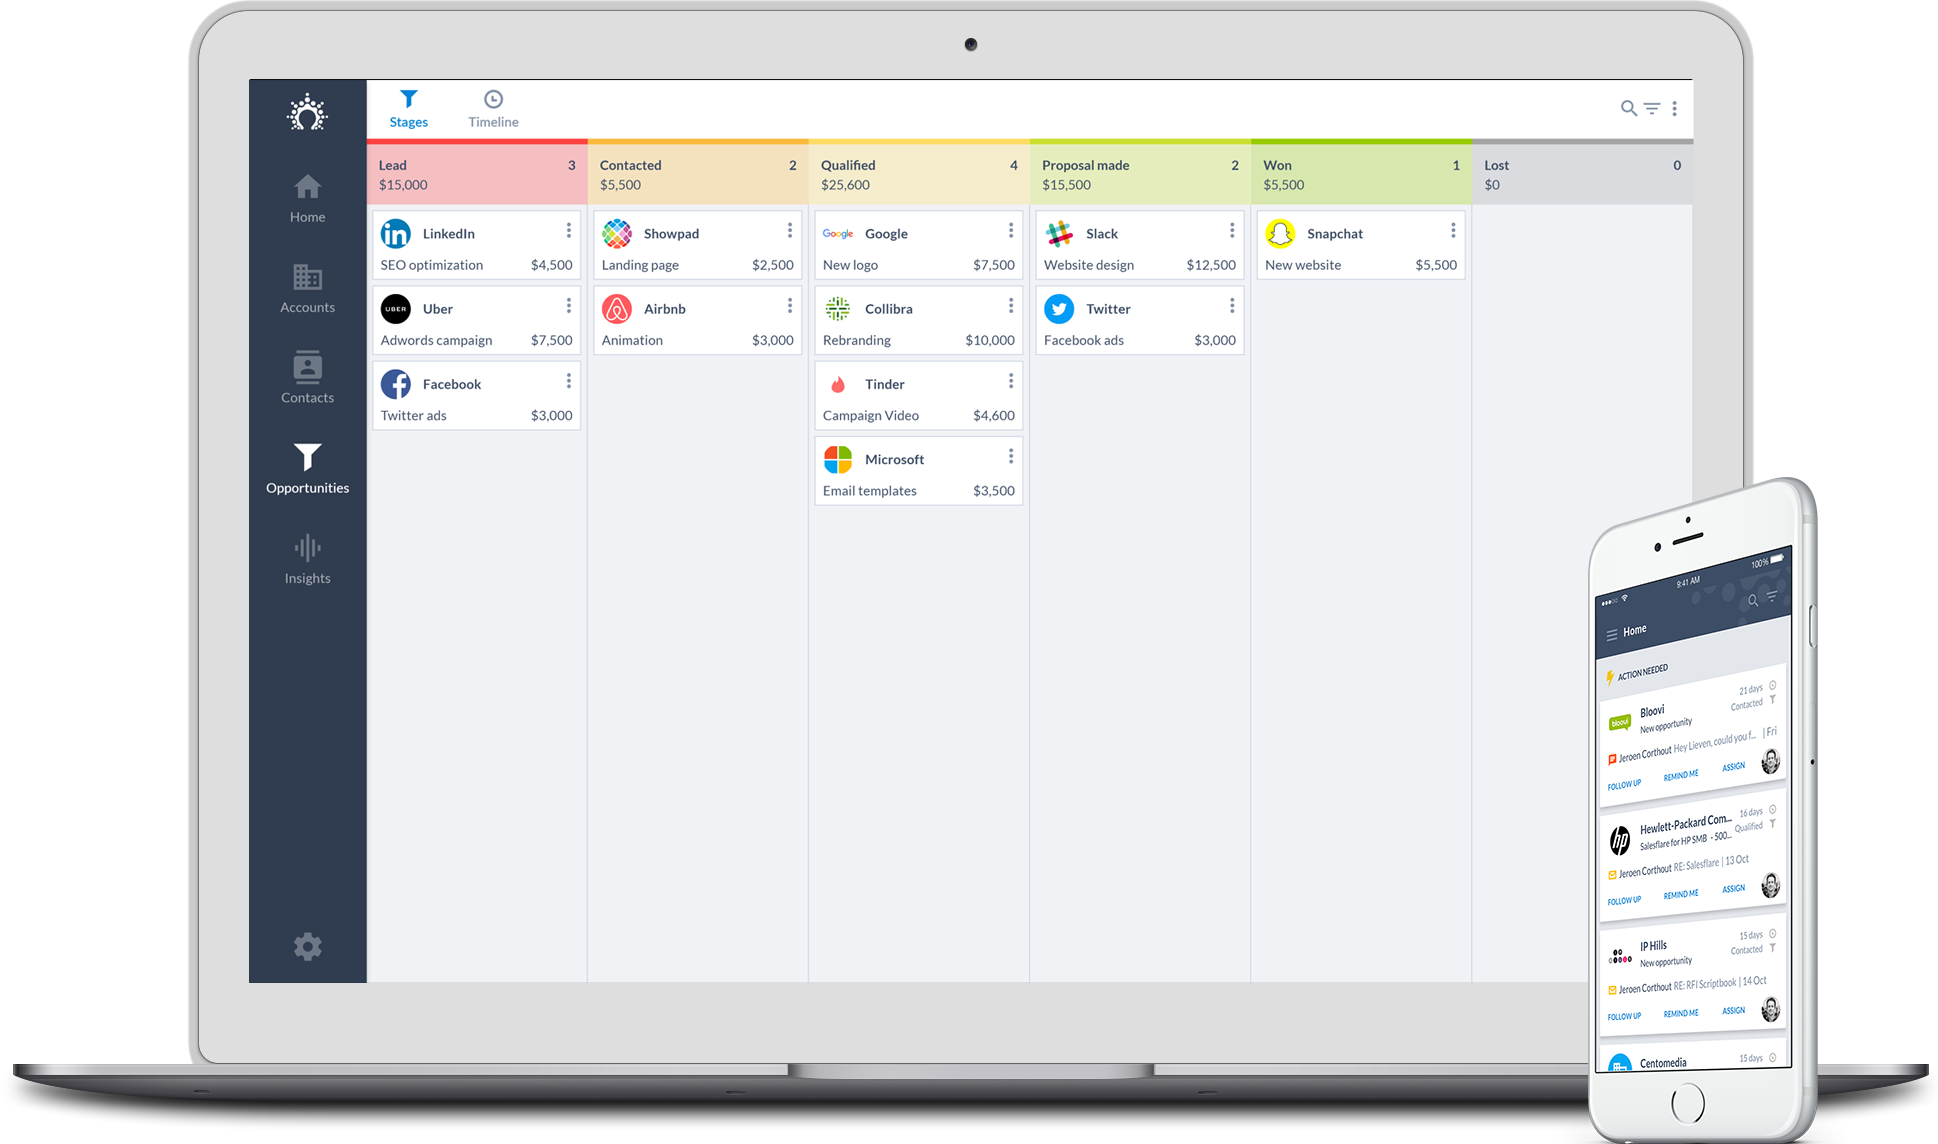 Stages
Timeline
Home
Accounts
Contacts
Opportunities
Insights
Lead 3
$15,000
LinkedIn
SEO optimization $4,500
UBER
Uber
Adwords campaign $7,500
Facebook
Twitter ads $3,000
Contacted 2
$5,500
Showpad
Landing page $2,500
Airbnb
Animation $3,000
Qualified 4
$25,600
Google
Google
New logo $7,500
Collibra
Rebranding $10,000
Tinder
Campaign Video $4,600
Microsoft
Email templates $3,500
Proposal made 2
$15,500
Slack
Website design $12,500
Twitter
Facebook ads $3,000
Won 1
$5,500
Snapchat
New website $5,500
Lost 0
$0
9:41 AM 100%
Home
ACTION NEEDED
bloovi
Bloovi 21 days
New opportunity Contacted
Jeroen Corthout Hey Lieven, could you f... | Fri
FOLLOW UP REMIND ME ASSIGN
hp
Hewlett-Packard Com... 16 days
Salesflare for HP SMB - 500... Qualified
Jeroen Corthout RE: Salesflare | 13 Oct
FOLLOW UP REMIND ME ASSIGN
IP Hills 15 days
New opportunity Contacted
Jeroen Corthout RE: RFI Scriptbook | 14 Oct
FOLLOW UP REMIND ME ASSIGN
Centomedia 15 days